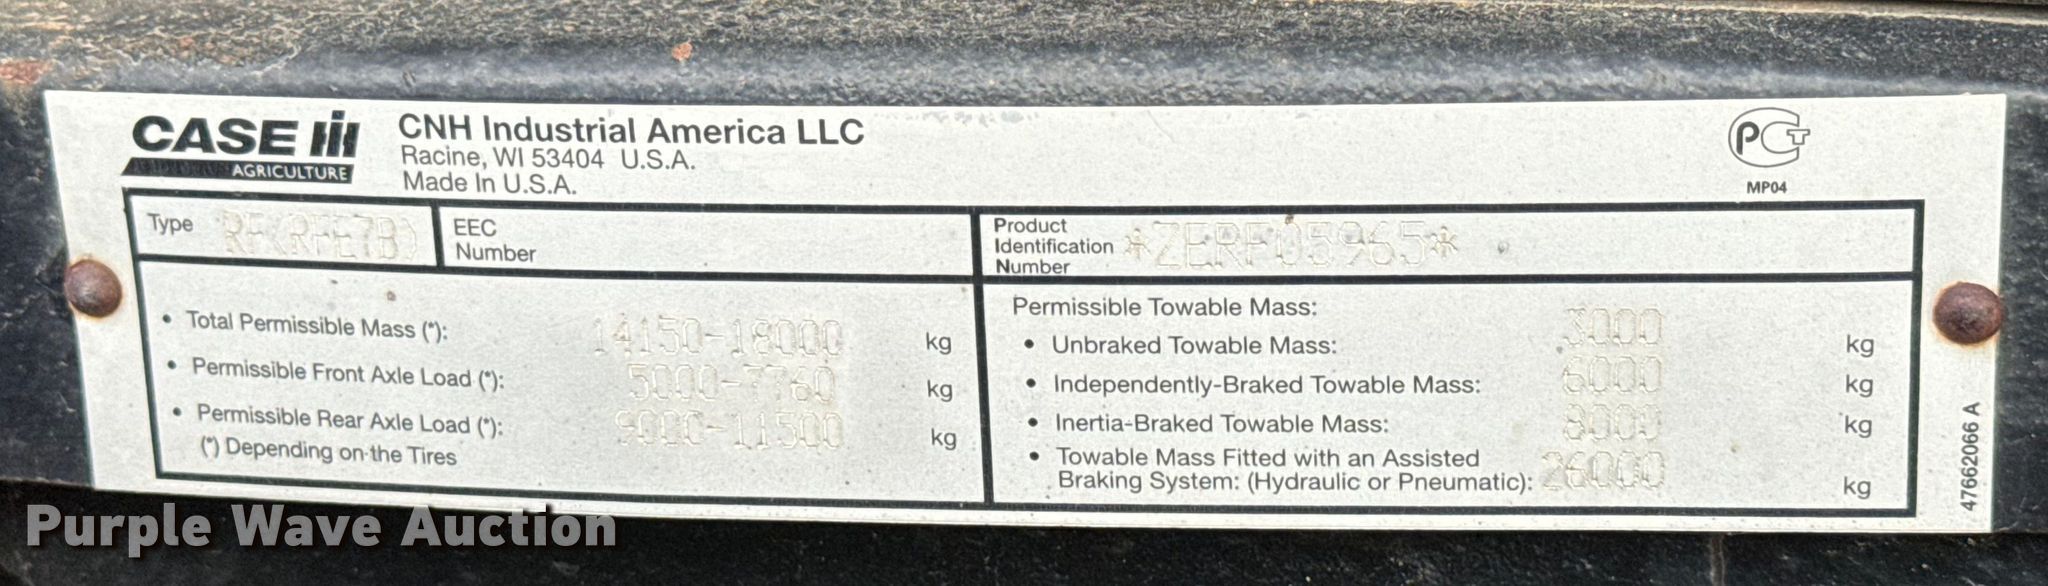 CASE IH
AGRICULTURE
CNH Industrial America LLC
Racine, WI 53404 U.S.A.
Made In U.S.A.
PCT
MP04
Type RF(RFE7B)
EEC
Number
Product
Identification
Number
*ZERF05965*
• Total Permissible Mass (*): 14150-18000 kg
• Permissible Front Axle Load (*): 5000-7760 kg
• Permissible Rear Axle Load (*): 9000-11500 kg
(*) Depending on the Tires
Permissible Towable Mass:
• Unbraked Towable Mass: 3000 kg
• Independently-Braked Towable Mass: 6000 kg
• Inertia-Braked Towable Mass: 8000 kg
• Towable Mass Fitted with an Assisted
Braking System: (Hydraulic or Pneumatic): 26000 kg
47662066 A
Purple Wave Auction